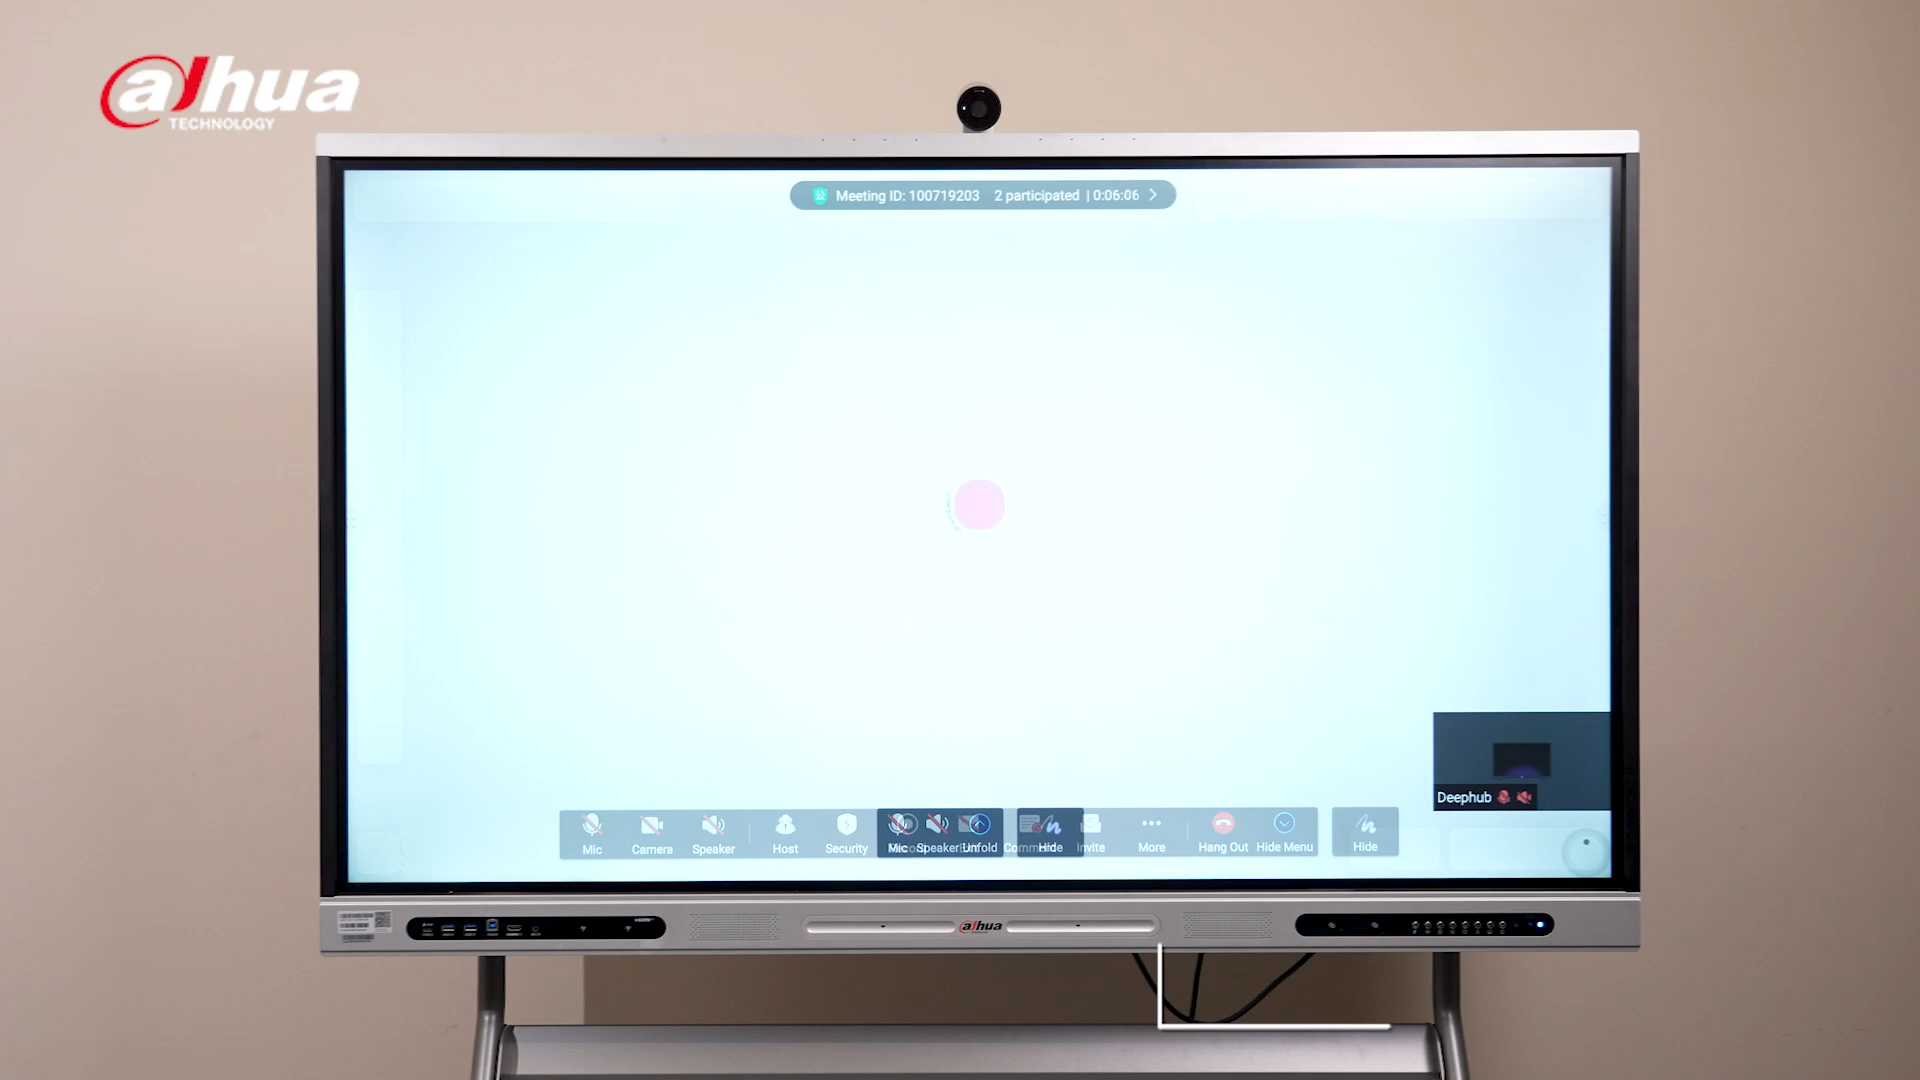 alhua
TECHNOLOGY
Meeting ID: 100719203 2 participated | 0:06:06
Deephub
Mic Camera Speaker Host Security Mic Speaker Unfold Hide Invite More Hang Out Hide Menu Hide
HDMI
alhua